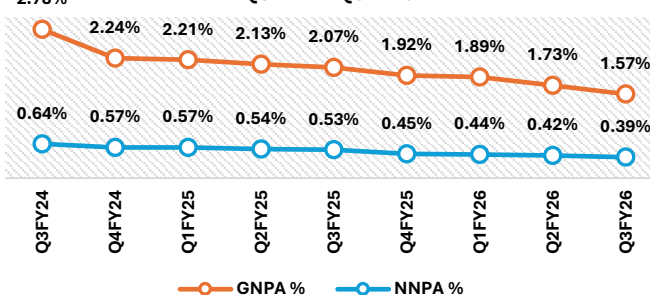 2.24%
2.21%
2.13%
2.07%
1.92%
1.89%
1.73%
1.57%
0.64%
0.57%
0.57%
0.54%
0.53%
0.45%
0.44%
0.42%
0.39%
Q3FY24
Q4FY24
Q1FY25
Q2FY25
Q3FY25
Q4FY25
Q1FY26
Q2FY26
Q3FY26
GNPA %
NNPA %